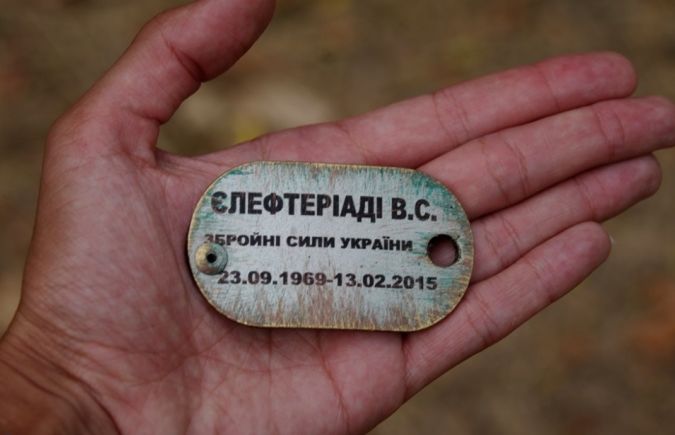 ЄЛЕФТЕРІАДІ В.С.
ЗБРОЙНІ СИЛИ УКРАЇНИ
23.09.1969-13.02.2015